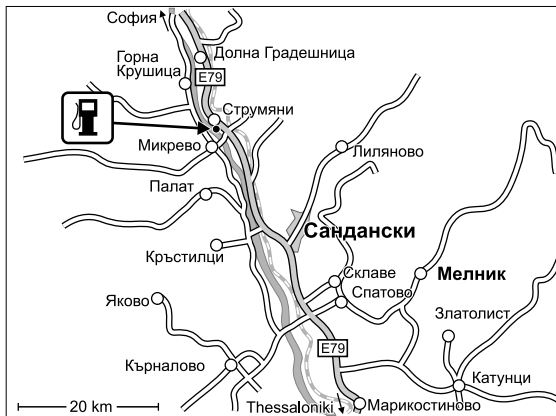 София
Долна Градешница
Горна
Крушица
E79
Струмяни
Микрево
Лиляново
Палат
Сандански
Кръстилци
Склаве
Мелник
Спатово
Яково
Златолист
E79
Кърналово
Катунци
20 km
Thessaloniki
Марикостиново